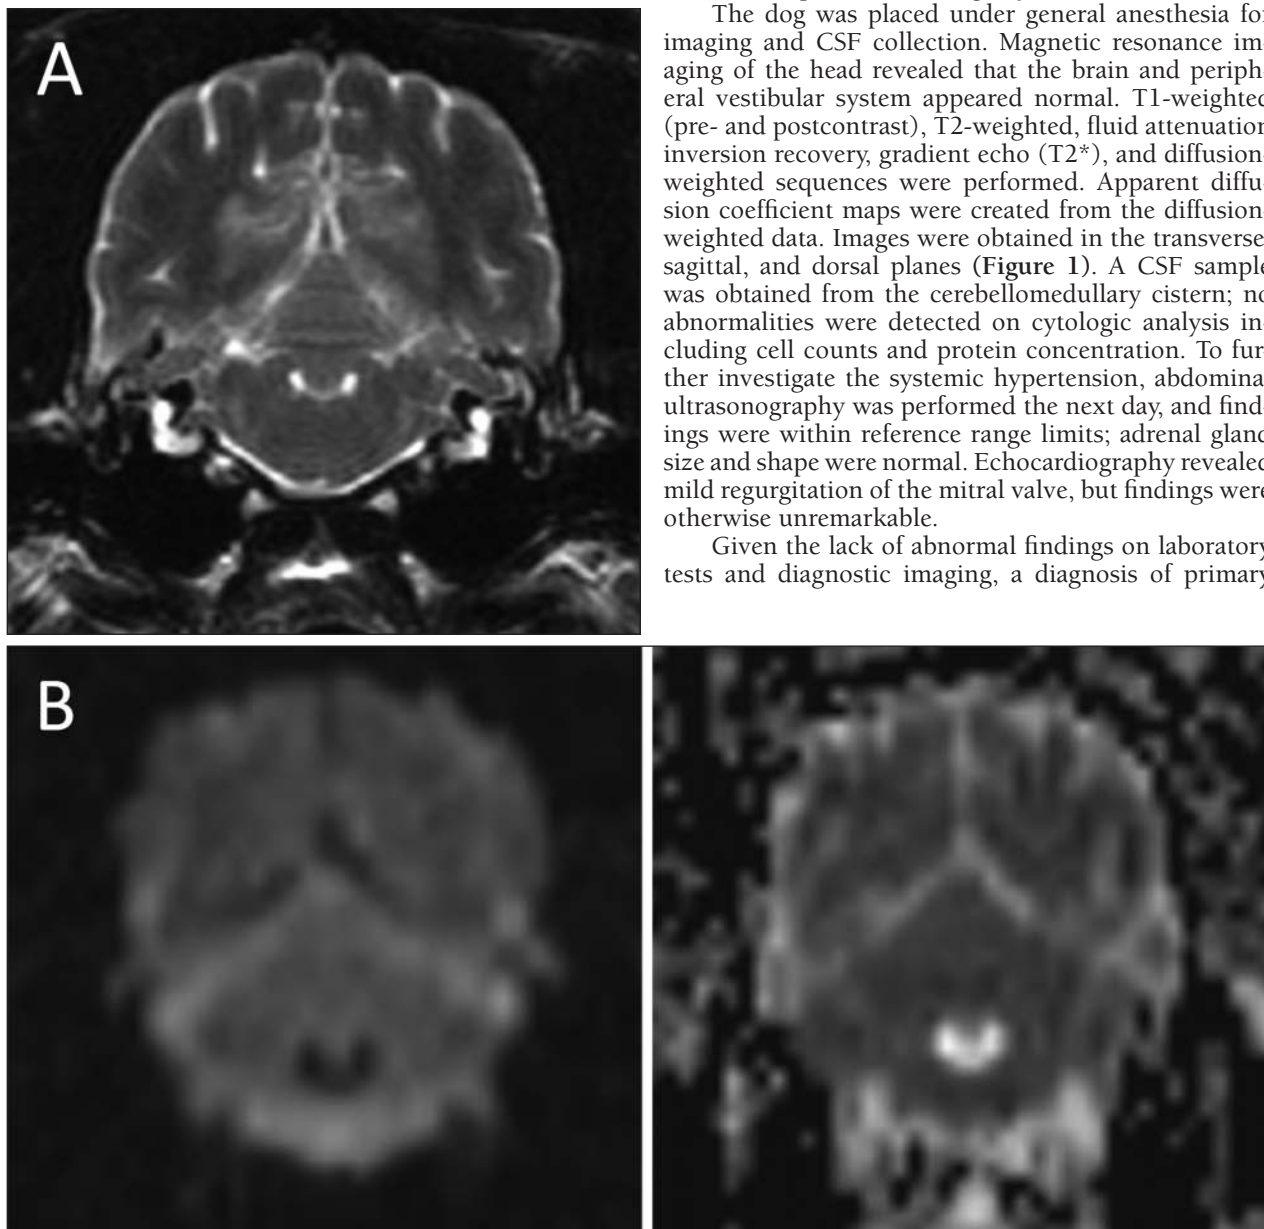 The dog was placed under general anesthesia for
imaging and CSF collection. Magnetic resonance im-
aging of the head revealed that the brain and periph-
eral vestibular system appeared normal. T1-weighted
(pre- and postcontrast), T2-weighted, fluid attenuation
inversion recovery, gradient echo (T2*), and diffusion-
weighted sequences were performed. Apparent diffu-
sion coefficient maps were created from the diffusion-
weighted data. Images were obtained in the transverse
sagittal, and dorsal planes (Figure 1). A CSF sample
was obtained from the cerebellomedullary cistern; no
abnormalities were detected on cytologic analysis in-
cluding cell counts and protein concentration. To fur-
ther investigate the systemic hypertension, abdominal
ultrasonography was performed the next day, and find-
ings were within reference range limits; adrenal gland
size and shape were normal. Echocardiography revealed
mild regurgitation of the mitral valve, but findings were
otherwise unremarkable.
Given the lack of abnormal findings on laboratory
tests and diagnostic imaging, a diagnosis of primary
A
B